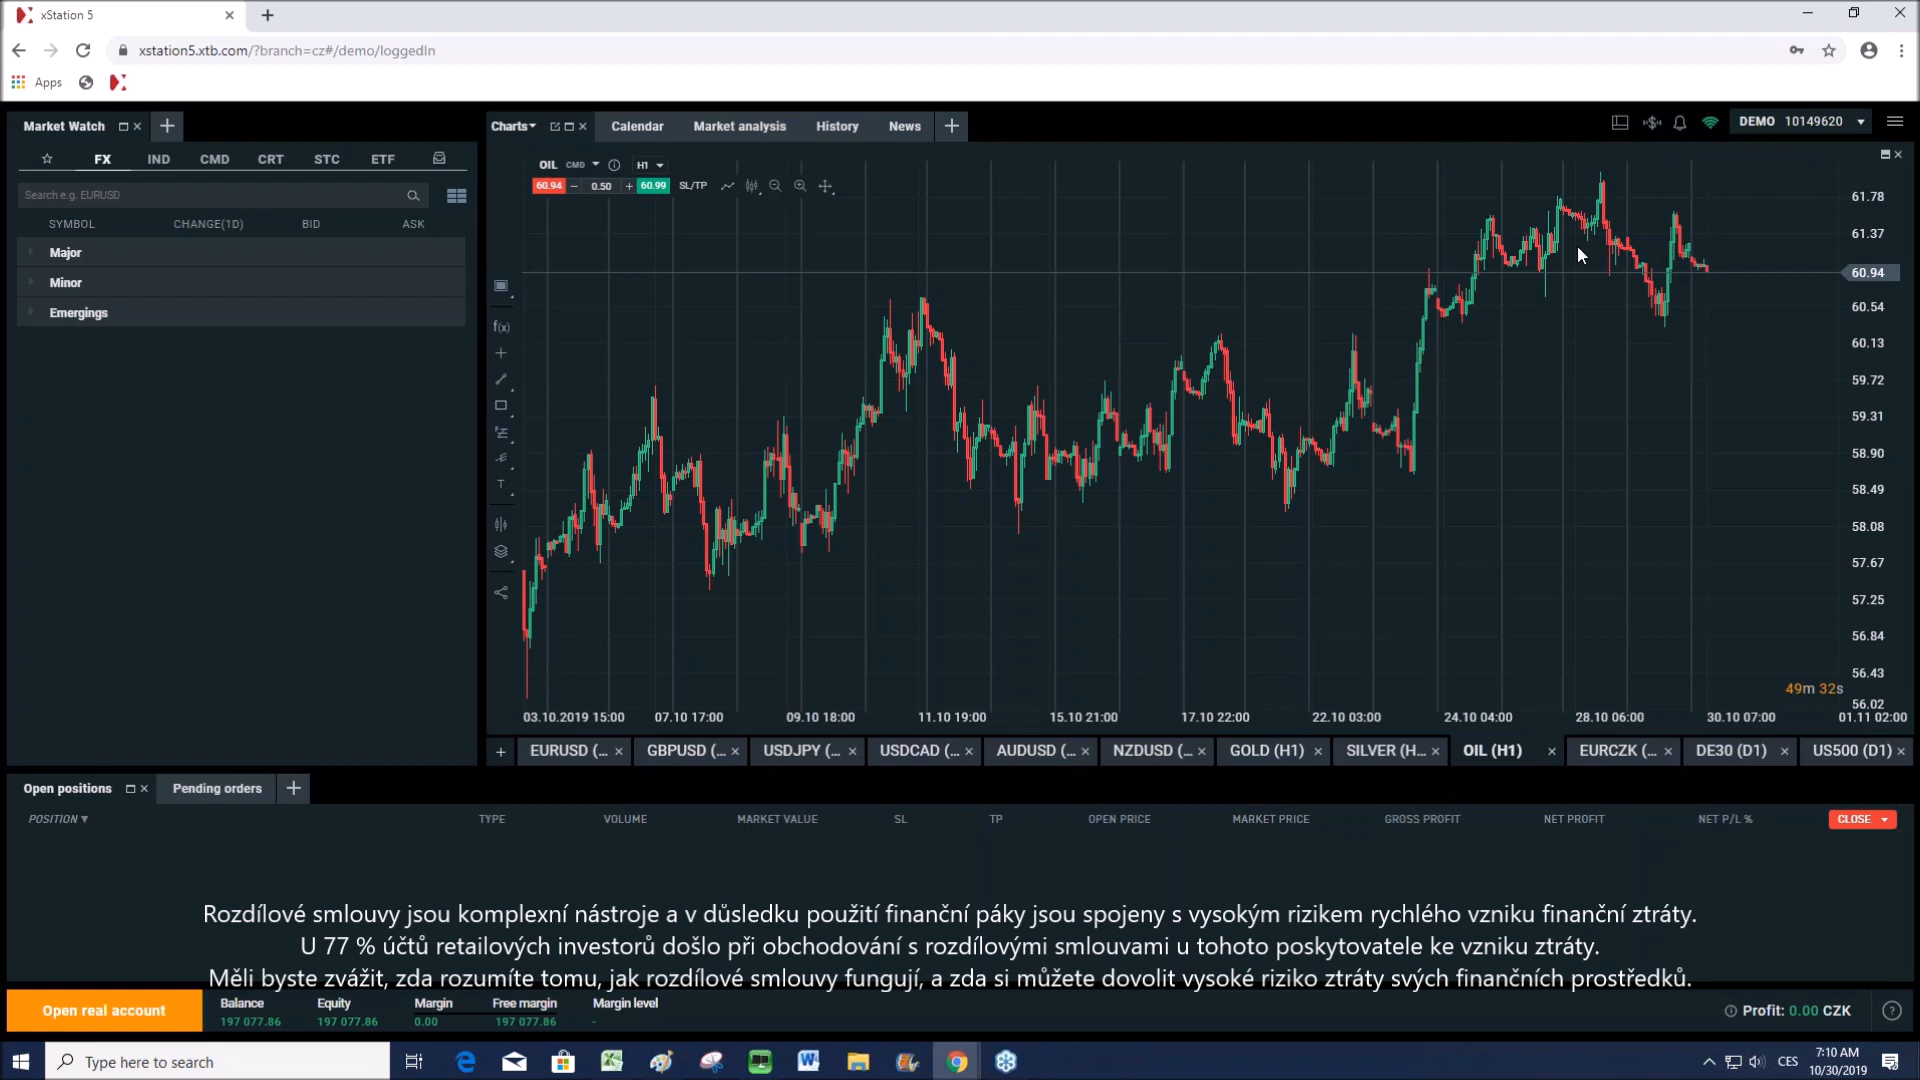 xStation 5
xstation5.xtb.com/?branch=cz#/demo/loggedIn
Apps
Market Watch
FX IND CMD CRT STC ETF
Search e.g. EURUSD
SYMBOL CHANGE(1D) BID ASK
Major
Minor
Emergings
Charts Calendar Market analysis History News
DEMO 10149620
OIL CMD H1
60.94 0.50 60.99 SL/TP
f(x)
T
61.78
61.37
60.94
60.54
60.13
59.72
59.31
58.90
58.49
58.08
57.67
57.25
56.84
56.43
56.02
49m 32s
03.10.2019 15:00 07.10 17:00 09.10 18:00 11.10 19:00 15.10 21:00 17.10 22:00 22.10 03:00 24.10 04:00 28.10 06:00 30.10 07:00 01.11 02:00
EURUSD (... GBPUSD (... USDJPY (... USDCAD (... AUDUSD (... NZDUSD (... GOLD (H1) SILVER (H... OIL (H1) EURCZK (... DE30 (D1) US500 (D1)
Open positions Pending orders
POSITION TYPE VOLUME MARKET VALUE SL TP OPEN PRICE MARKET PRICE GROSS PROFIT NET PROFIT NET P/L % CLOSE
Rozdílové smlouvy jsou komplexní nástroje a v důsledku použití finanční páky jsou spojeny s vysokým rizikem rychlého vzniku finanční ztráty.
U 77 % účtů retailových investorů došlo při obchodování s rozdílovými smlouvami u tohoto poskytovatele ke vzniku ztráty.
Měli byste zvážit, zda rozumíte tomu, jak rozdílové smlouvy fungují, a zda si můžete dovolit vysoké riziko ztráty svých finančních prostředků.
Open real account
Balance Equity Margin Free margin Margin level
197 077.86 197 077.86 0.00 197 077.86 -
Profit: 0.00 CZK
Type here to search
CES
7:10 AM
10/30/2019